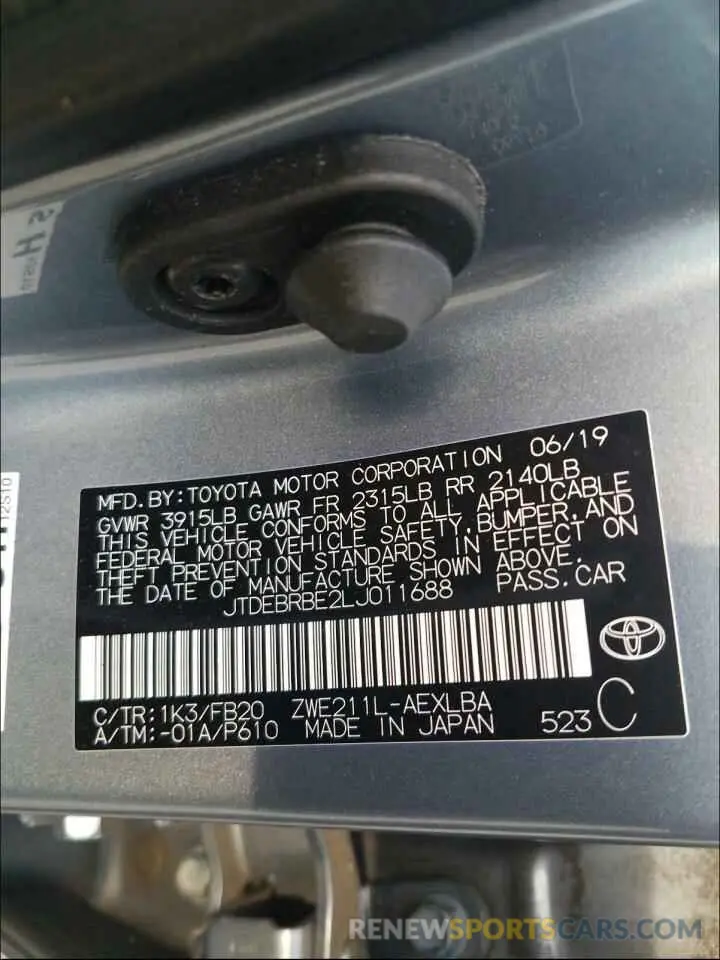 H
12S10
MFD.BY:TOYOTA MOTOR CORPORATION 06/19
GVWR 3915LB GAWR FR 2315LB RR 2140LB
THIS VEHICLE CONFORMS TO ALL APPLICABLE
FEDERAL MOTOR VEHICLE SAFETY,BUMPER,AND
THEFT PREVENTION STANDARDS IN EFFECT ON
THE DATE OF MANUFACTURE SHOWN ABOVE.
JTDEBRBE2LJ011688 PASS.CAR
C/TR:1K3/FB20 ZWE211L-AEXLBA
A/TM:-01A/P610 MADE IN JAPAN 523 C
RENEWSPORTSCARS.COM